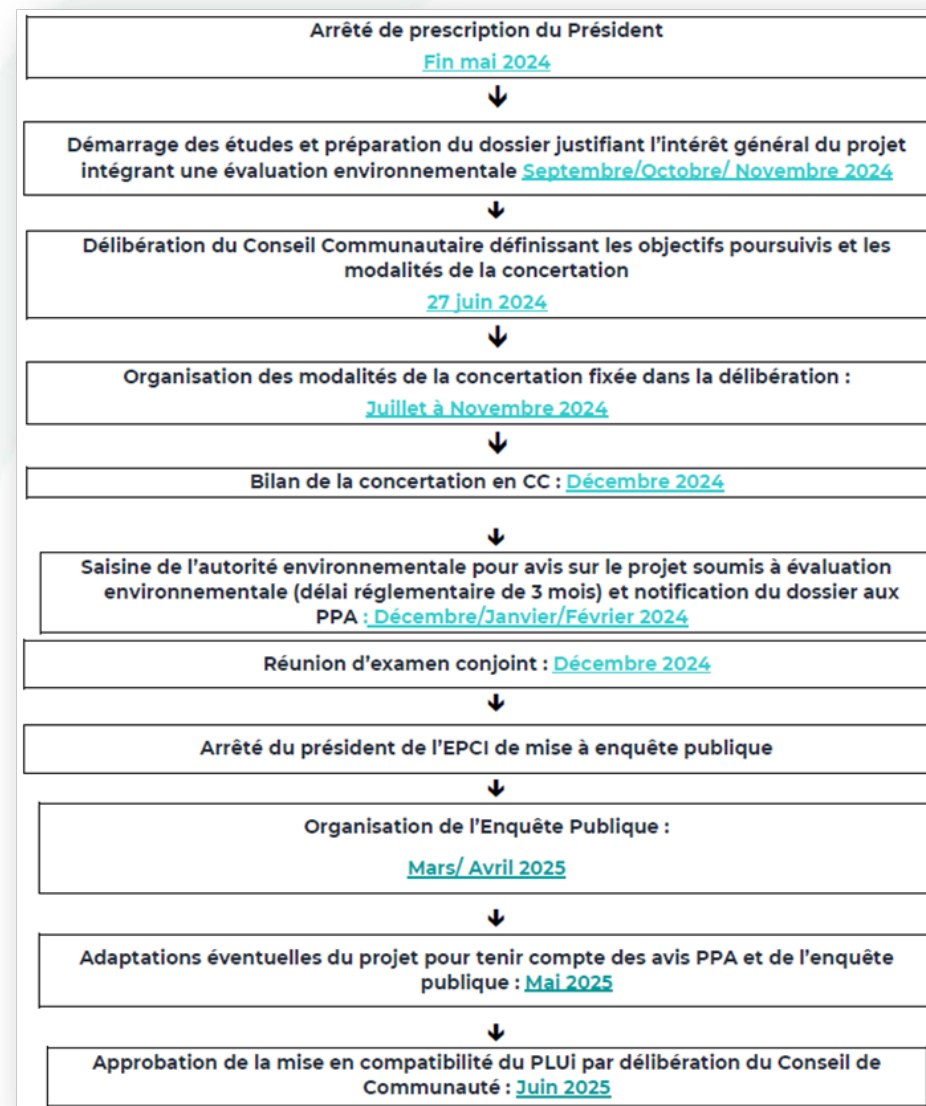 Arrêté de prescription du Président
Fin mai 2024
Démarrage des études et préparation du dossier justifiant l’intérêt général du projet
intégrant une évaluation environnementale Septembre/Octobre/ Novembre 2024
Délibération du Conseil Communautaire définissant les objectifs poursuivis et les
modalités de la concertation
27 juin 2024
Organisation des modalités de la concertation fixée dans la délibération :
Juillet à Novembre 2024
Bilan de la concertation en CC : Décembre 2024
Saisine de l’autorité environnementale pour avis sur le projet soumis à évaluation
environnementale (délai réglementaire de 3 mois) et notification du dossier aux
PPA : Décembre/Janvier/Février 2024
Réunion d’examen conjoint : Décembre 2024
Arrêté du président de l’EPCI de mise à enquête publique
Organisation de l’Enquête Publique :
Mars/ Avril 2025
Adaptations éventuelles du projet pour tenir compte des avis PPA et de l’enquête
publique : Mai 2025
Approbation de la mise en compatibilité du PLUi par délibération du Conseil de
Communauté : Juin 2025